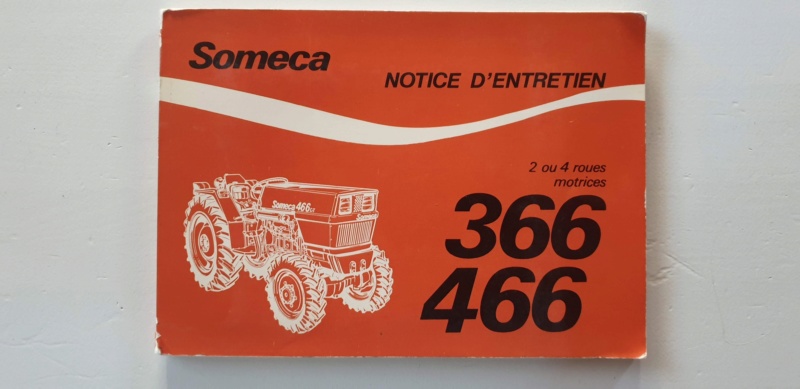 Someca
NOTICE D'ENTRETIEN
2 ou 4 roues
motrices
366
466
Someca 466